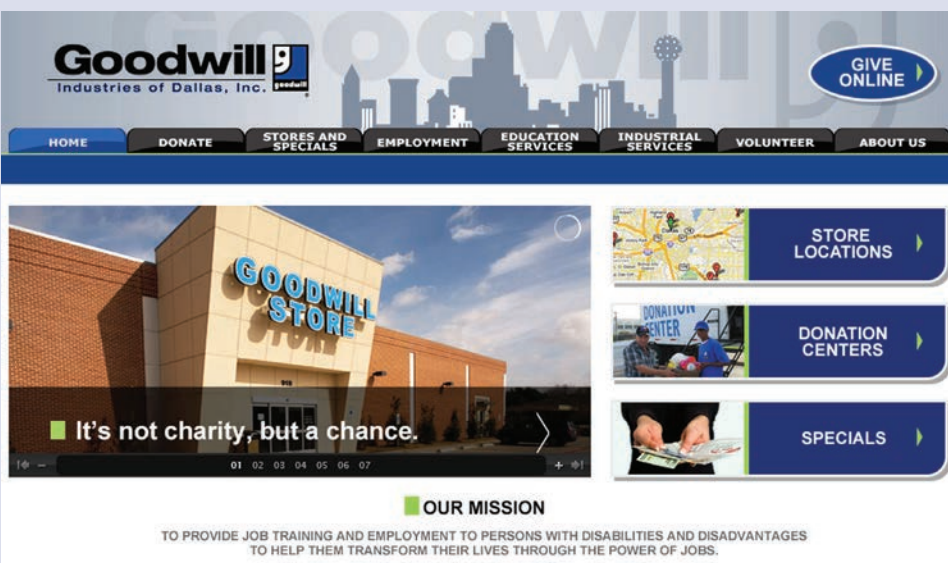 Goodwill
Industries of Dallas, Inc.
goodwill
GIVE
ONLINE
HOME
DONATE
STORES AND
SPECIALS
EMPLOYMENT
EDUCATION
SERVICES
INDUSTRIAL
SERVICES
VOLUNTEER
ABOUT US
GOODWILL
STORE
It's not charity, but a chance.
01 02 03 04 05 06 07
STORE
LOCATIONS
DONATION
CENTER
DONATION
CENTERS
SPECIALS
OUR MISSION
TO PROVIDE JOB TRAINING AND EMPLOYMENT TO PERSONS WITH DISABILITIES AND DISADVANTAGES
TO HELP THEM TRANSFORM THEIR LIVES THROUGH THE POWER OF JOBS.